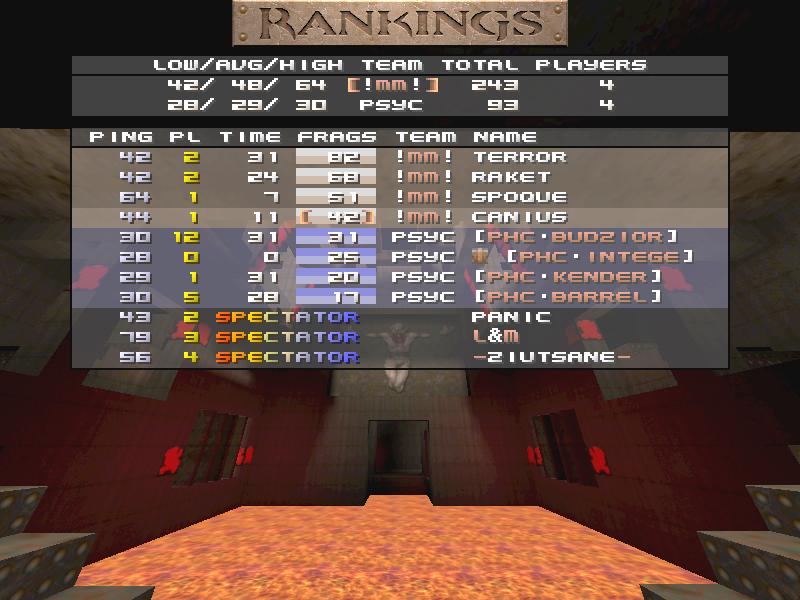 RANKINGS
LOW/AVG/HIGH TEAM TOTAL PLAYERS
42/ 48/ 64 [!mm!] 243 4
28/ 29/ 30 PSYC 93 4
PING PL TIME FRAGS TEAM NAME
42 2 31 82 !mm! TERROR
42 2 24 68 !mm! RAKET
64 1 7 51 !mm! SPOQUE
44 1 11 [ 42] !mm! CANIUS
30 12 31 31 PSYC [PHC·BUDZIOR]
28 0 0 25 PSYC [PHC·INTEGE]
29 1 31 20 PSYC [PHC·KENDER]
30 5 28 17 PSYC [PHC·BARREL]
43 2 SPECTATOR PANIC
79 3 SPECTATOR L&M
56 4 SPECTATOR -ZIUTSANE-